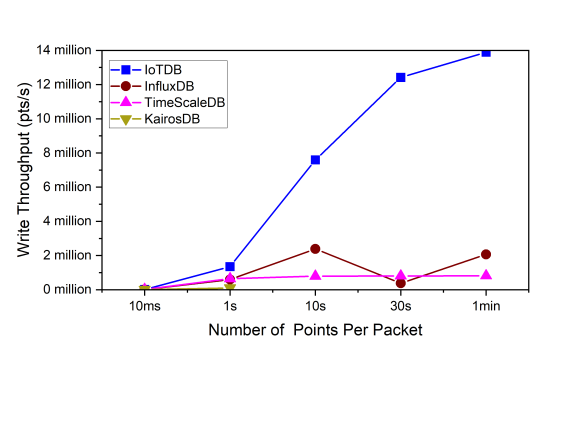 14 million
12 million
10 million
8 million
6 million
4 million
2 million
0 million
Write Throughput (pts/s)
IoTDB
InfluxDB
TimeScaleDB
KairosDB
10ms 1s 10s 30s 1min
Number of Points Per Packet